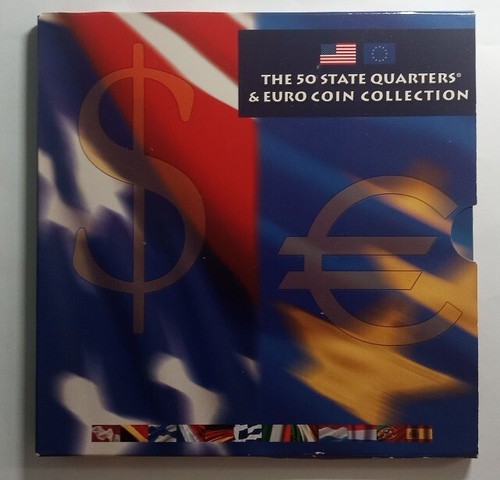 THE 50 STATE QUARTERS®
& EURO COIN COLLECTION
$
€